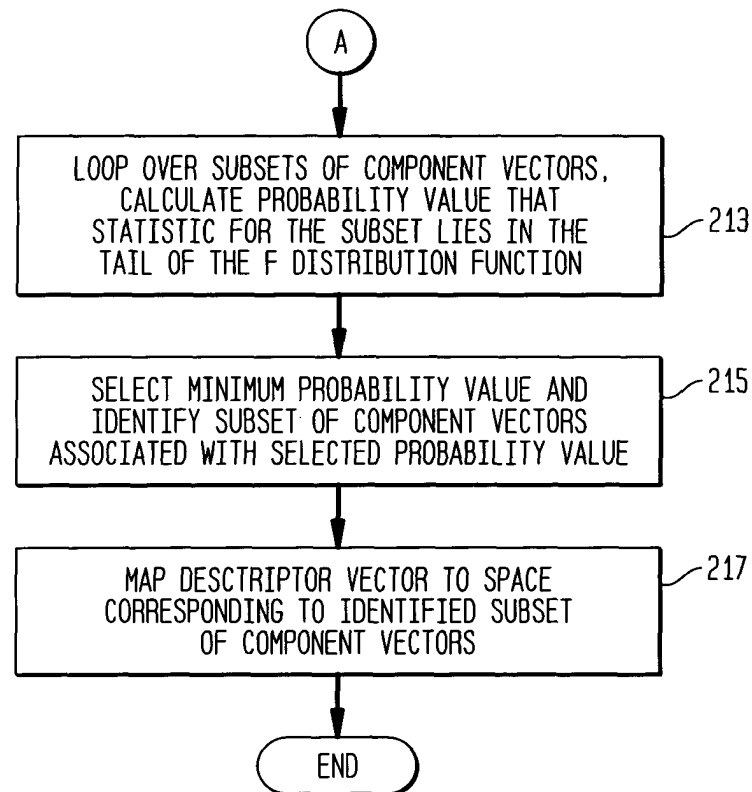 A
LOOP OVER SUBSETS OF COMPONENT VECTORS,
CALCULATE PROBABILITY VALUE THAT
STATISTIC FOR THE SUBSET LIES IN THE
TAIL OF THE F DISTRIBUTION FUNCTION
213
SELECT MINIMUM PROBABILITY VALUE AND
IDENTIFY SUBSET OF COMPONENT VECTORS
ASSOCIATED WITH SELECTED PROBABILITY VALUE
215
MAP DESCTRIPTOR VECTOR TO SPACE
CORRESPONDING TO IDENTIFIED SUBSET
OF COMPONENT VECTORS
217
END